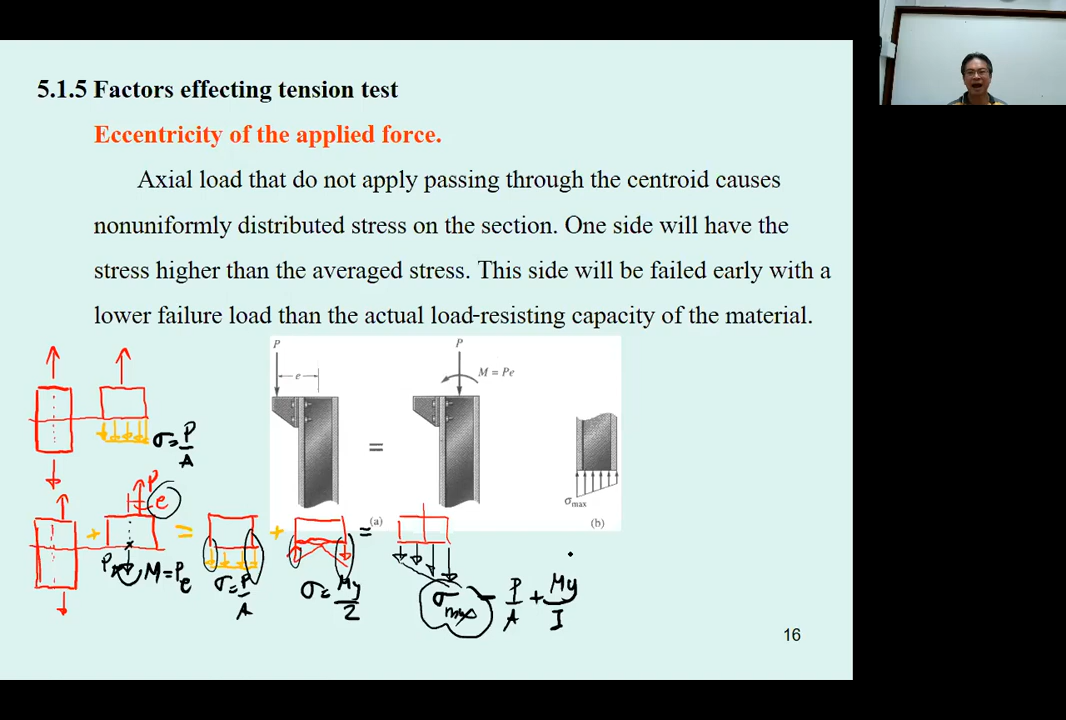 5.1.5 Factors effecting tension test
Eccentricity of the applied force.
Axial load that do not apply passing through the centroid causes
nonuniformly distributed stress on the section. One side will have the
stress higher than the averaged stress. This side will be failed early with a
lower failure load than the actual load-resisting capacity of the material.
P
e
P
M = Pe
=
σmax
(a)
(b)
σ = P/A
P
e
+
=
+
=
P
M = Pe
σ = P/A
σ = My/I
σmax = P/A + My/I
16